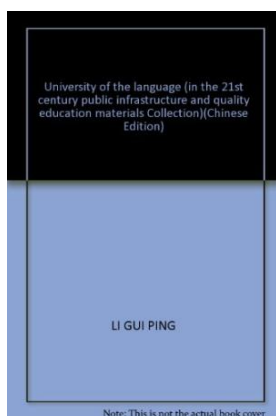 University of the language (in the 21st
century public infrastructure and quality
education materials Collection)(Chinese
Edition)
LI GUI PING
Note: This is not the actual book cover